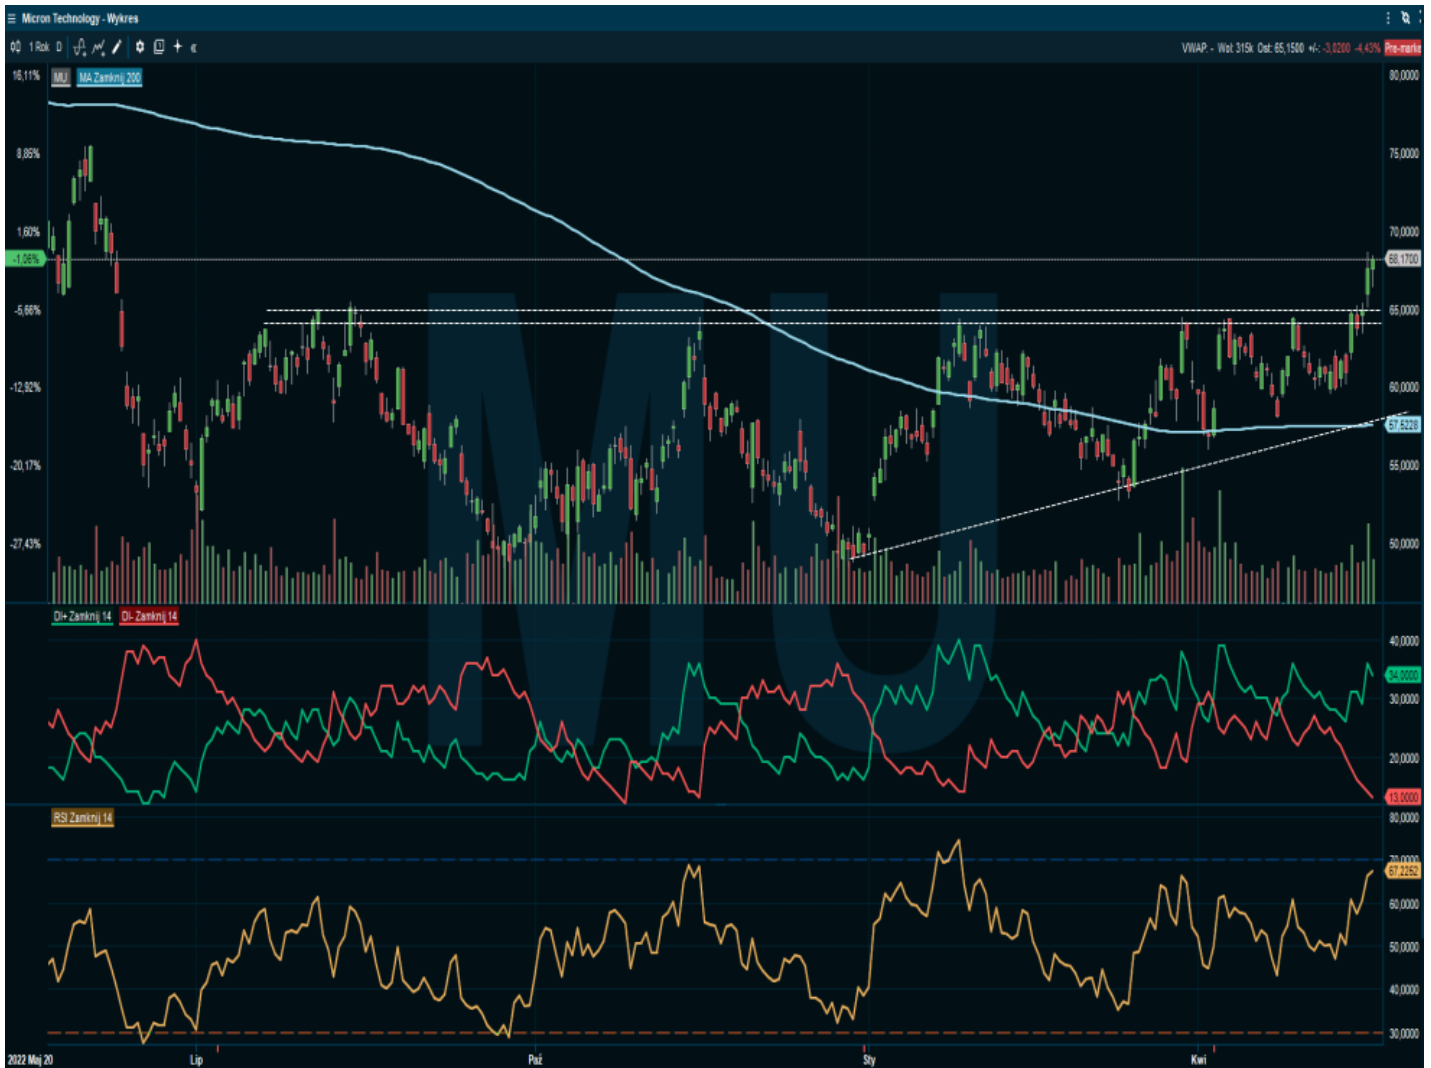 Micron Technology - Wykres
1 Rok D VWAP: - Wol: 315k Ost: 65,1500 +/-: -3,0200 -4,43% Pre-marke
16,11% MU MA Zamknij 200 80,0000
8,85% 75,0000
1,60% 70,0000
-1,06% 68,1700
-5,66% 65,0000
-12,92% 60,0000
57,5228
-20,17% 55,0000
-27,43% 50,0000
MU
DI+ Zamknij 14 DI- Zamknij 14
40,0000
34,0000
30,0000
20,0000
13,0000
RSI Zamknij 14 80,0000
70,0000
67,2262
60,0000
50,0000
40,0000
30,0000
2022 Maj 20 Lip Paź Sty Kwi